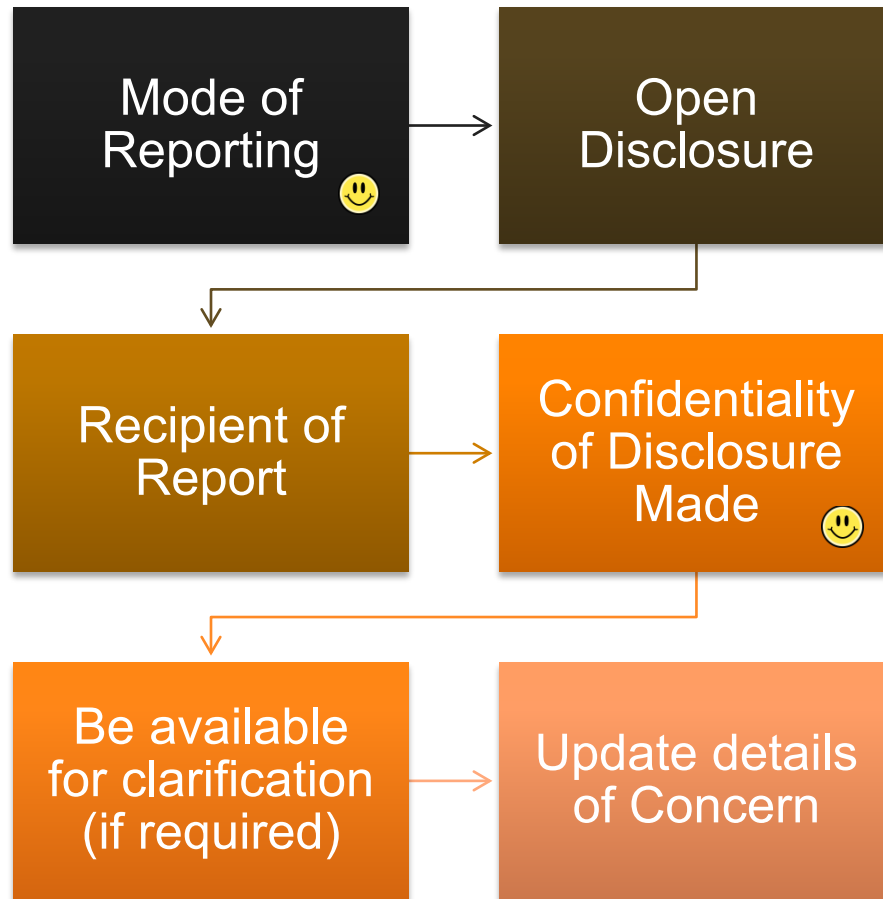 Mode of
Reporting
Open
Disclosure
Recipient of
Report
Confidentiality
of Disclosure
Made
Be available
for clarification
(if required)
Update details
of Concern